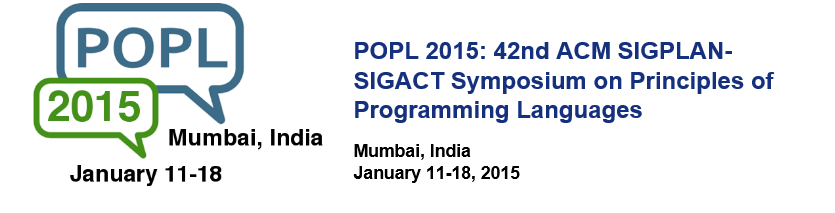 POPL
2015
Mumbai, India
January 11-18
POPL 2015: 42nd ACM SIGPLAN-
SIGACT Symposium on Principles of
Programming Languages
Mumbai, India
January 11-18, 2015